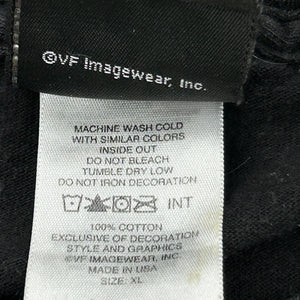 ©VF Imagewear, Inc.
MACHINE WASH COLD
WITH SIMILAR COLORS
INSIDE OUT
DO NOT BLEACH
TUMBLE DRY LOW
DO NOT IRON DECORATION
INT
100% COTTON
EXCLUSIVE OF DECORATION
STYLE AND GRAPHICS
©VF IMAGEWEAR, INC.
MADE IN USA
SIZE: XL